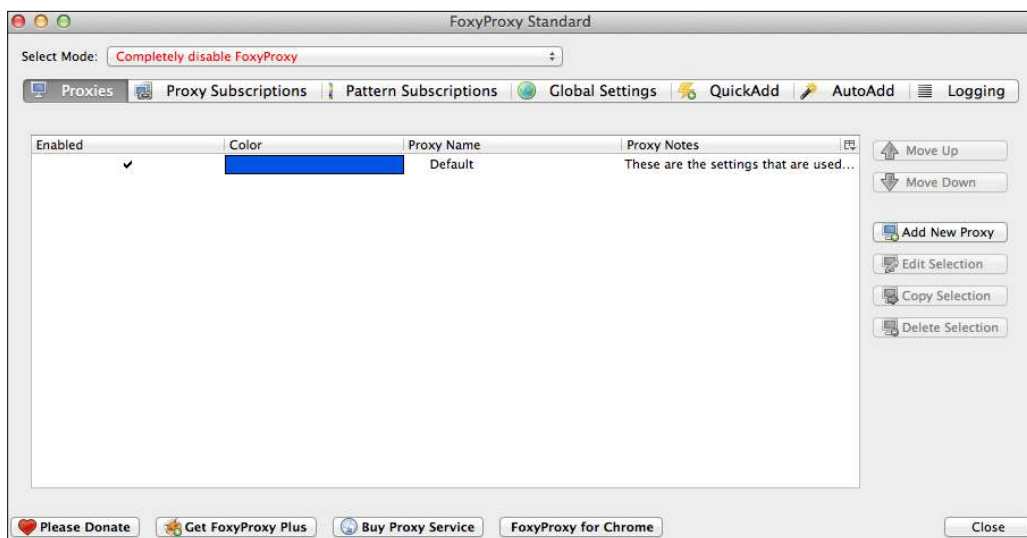 FoxyProxy Standard
Select Mode: Completely disable FoxyProxy
Proxies Proxy Subscriptions Pattern Subscriptions Global Settings QuickAdd AutoAdd Logging
Enabled Color Proxy Name Proxy Notes
Default These are the settings that are used...
Move Up
Move Down
Add New Proxy
Edit Selection
Copy Selection
Delete Selection
Please Donate Get FoxyProxy Plus Buy Proxy Service FoxyProxy for Chrome Close